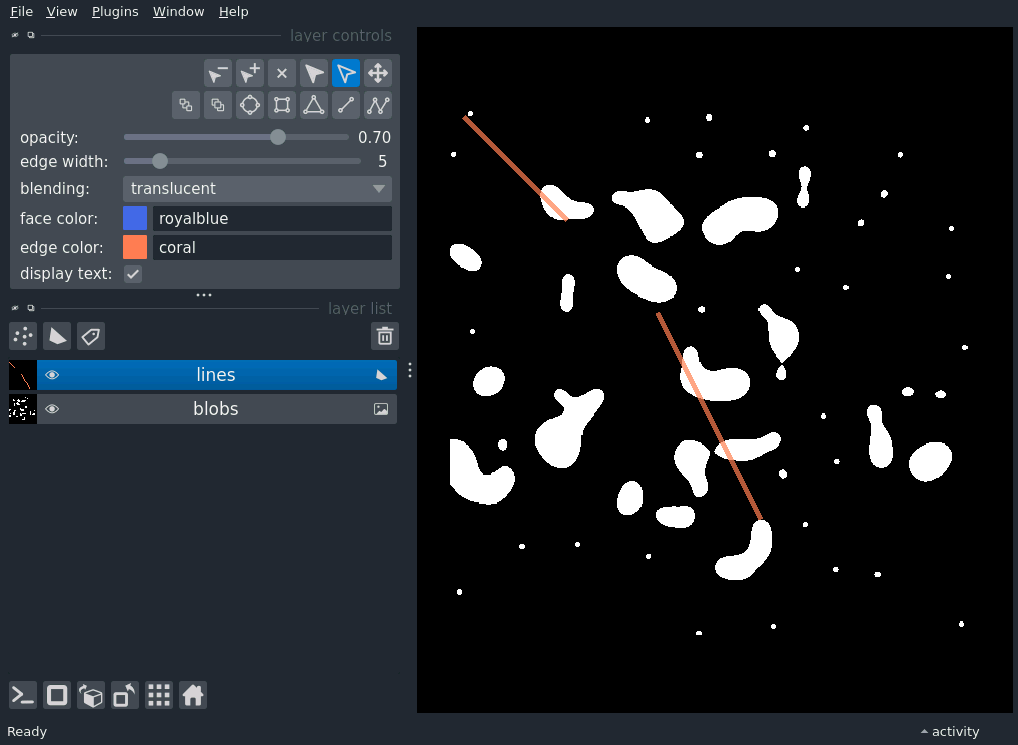 File View Plugins Window Help
layer controls
opacity: 0.70
edge width: 5
blending: translucent
face color: royalblue
edge color: coral
display text:
layer list
lines
blobs
Ready activity